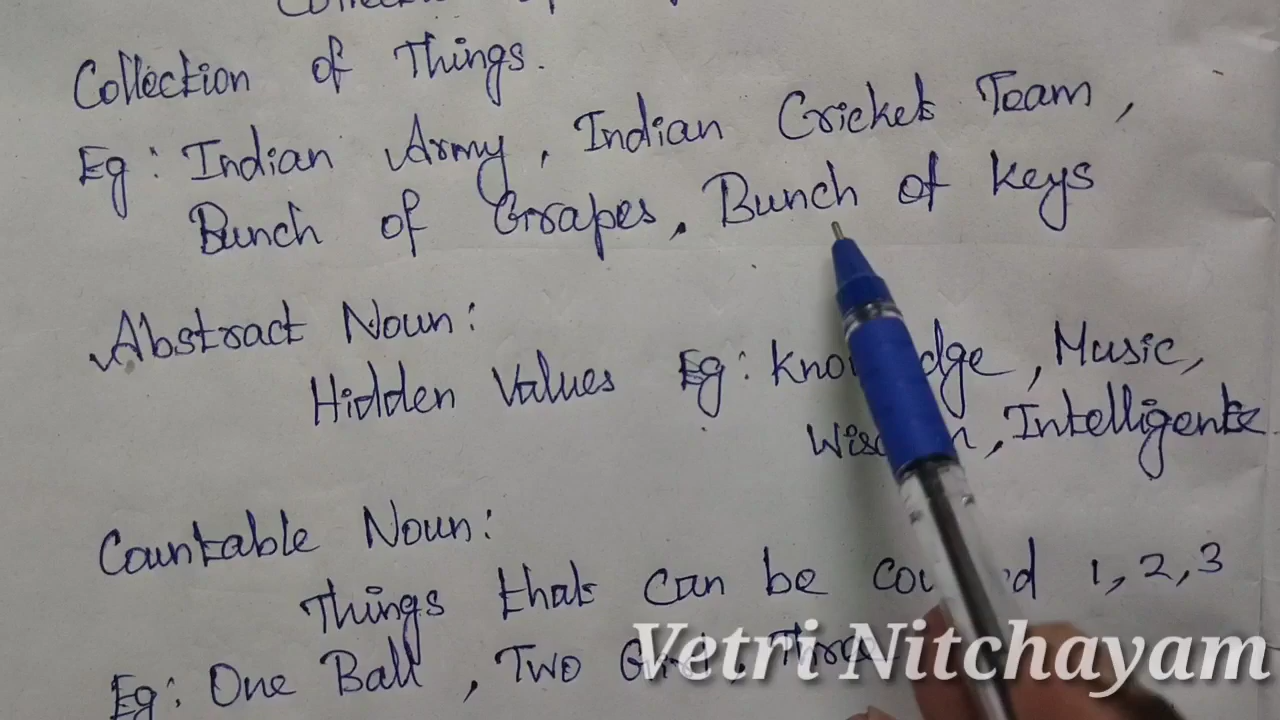 Collection of Things.
Eg: Indian Army, Indian Cricket Team,
Bunch of Grapes, Bunch of keys
Abstract Noun:
Hidden Values Eg: Music,
Countable Noun:
Things that can be 1, 2, 3
Eg: One Ball, Two
Vetri Nitchayam